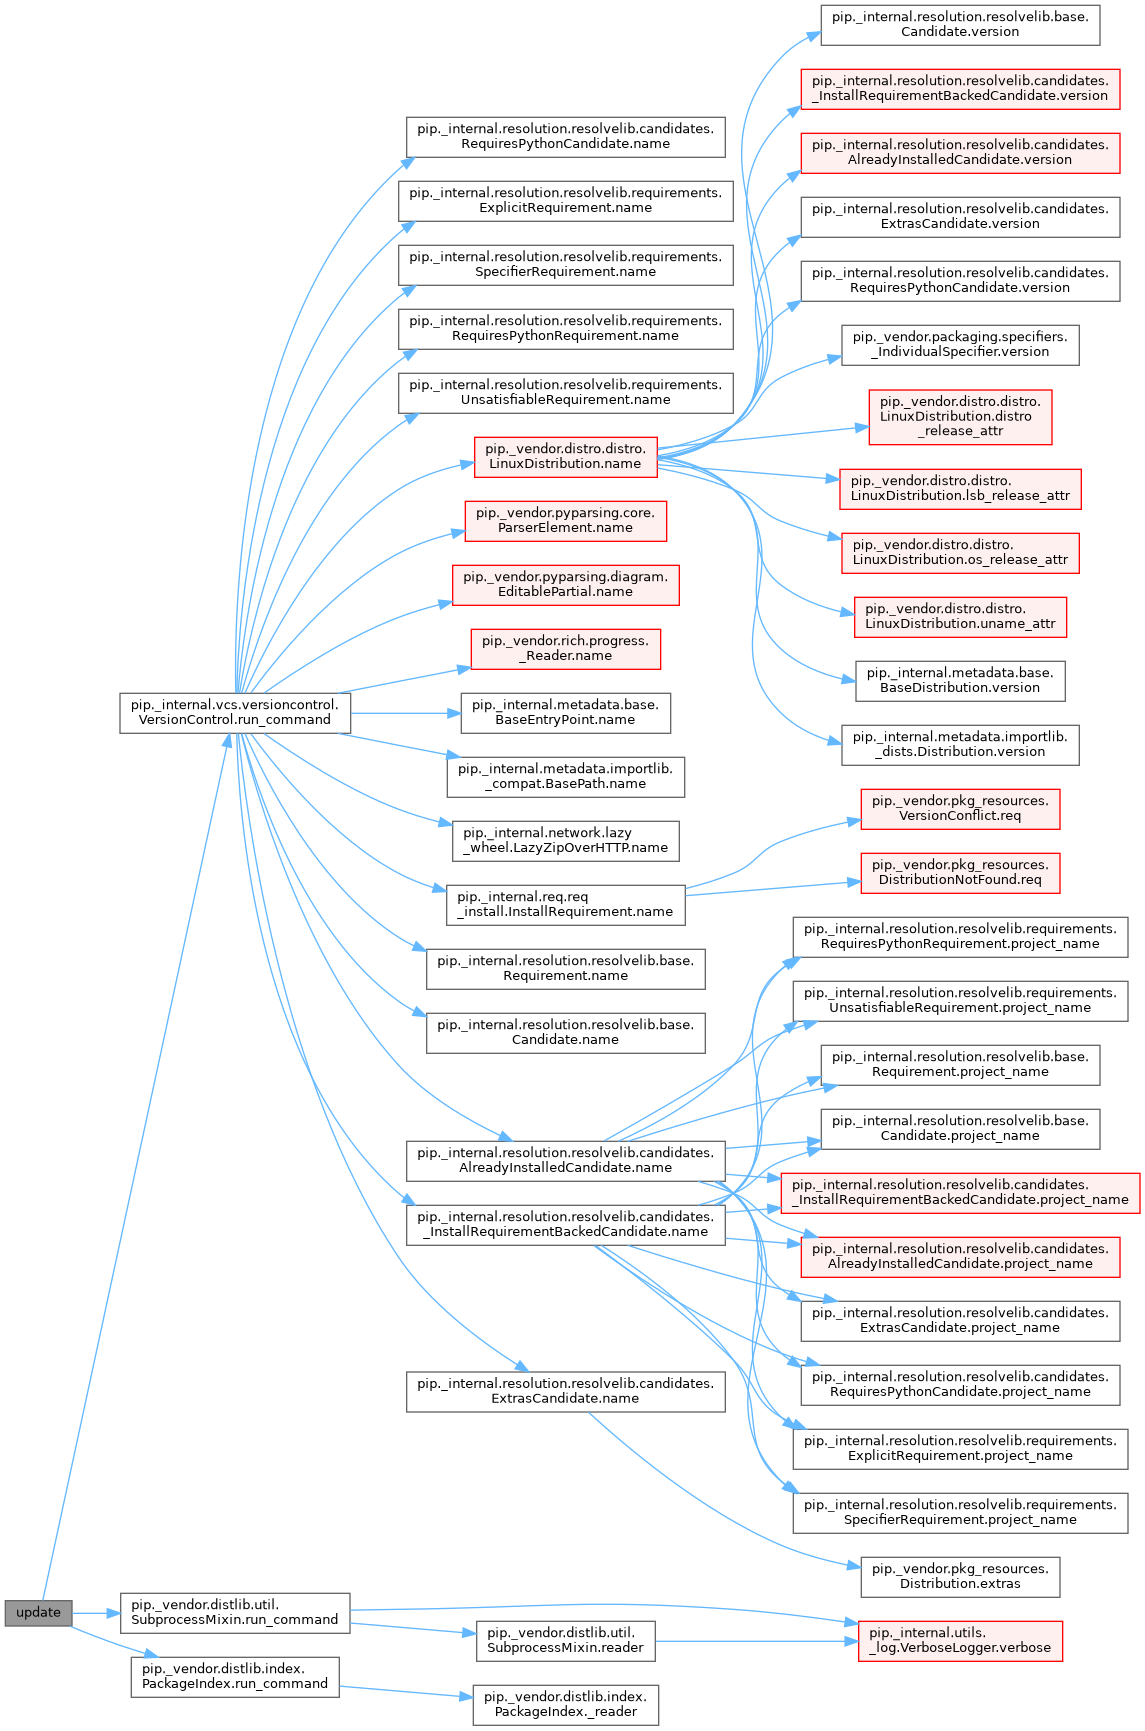 update
pip._internal.vcs.versioncontrol.
VersionControl.run_command
pip._vendor.distlib.util.
SubprocessMixin.run_command
pip._vendor.distlib.index.
PackageIndex.run_command
pip._internal.resolution.resolvelib.candidates.
RequiresPythonCandidate.name
pip._internal.resolution.resolvelib.requirements.
ExplicitRequirement.name
pip._internal.resolution.resolvelib.requirements.
SpecifierRequirement.name
pip._internal.resolution.resolvelib.requirements.
RequiresPythonRequirement.name
pip._internal.resolution.resolvelib.requirements.
UnsatisfiableRequirement.name
pip._vendor.distro.distro.
LinuxDistribution.name
pip._vendor.pyparsing.core.
ParserElement.name
pip._vendor.pyparsing.diagram.
EditablePartial.name
pip._vendor.rich.progress.
_Reader.name
pip._internal.metadata.base.
BaseEntryPoint.name
pip._internal.metadata.importlib.
_compat.BasePath.name
pip._internal.network.lazy
_wheel.LazyZipOverHTTP.name
pip._internal.req.req
_install.InstallRequirement.name
pip._internal.resolution.resolvelib.base.
Requirement.name
pip._internal.resolution.resolvelib.base.
Candidate.name
pip._internal.resolution.resolvelib.candidates.
AlreadyInstalledCandidate.name
pip._internal.resolution.resolvelib.candidates.
_InstallRequirementBackedCandidate.name
pip._internal.resolution.resolvelib.candidates.
ExtrasCandidate.name
pip._vendor.distlib.util.
SubprocessMixin.reader
pip._vendor.distlib.index.
PackageIndex._reader
pip._internal.resolution.resolvelib.base.
Candidate.version
pip._internal.resolution.resolvelib.candidates.
_InstallRequirementBackedCandidate.version
pip._internal.resolution.resolvelib.candidates.
AlreadyInstalledCandidate.version
pip._internal.resolution.resolvelib.candidates.
ExtrasCandidate.version
pip._internal.resolution.resolvelib.candidates.
RequiresPythonCandidate.version
pip._vendor.packaging.specifiers.
_IndividualSpecifier.version
pip._vendor.distro.distro.
LinuxDistribution.distro
_release_attr
pip._vendor.distro.distro.
LinuxDistribution.lsb_release_attr
pip._vendor.distro.distro.
LinuxDistribution.os_release_attr
pip._vendor.distro.distro.
LinuxDistribution.uname_attr
pip._internal.metadata.base.
BaseDistribution.version
pip._internal.metadata.importlib.
_dists.Distribution.version
pip._vendor.pkg_resources.
VersionConflict.req
pip._vendor.pkg_resources.
DistributionNotFound.req
pip._internal.resolution.resolvelib.requirements.
RequiresPythonRequirement.project_name
pip._internal.resolution.resolvelib.requirements.
UnsatisfiableRequirement.project_name
pip._internal.resolution.resolvelib.base.
Requirement.project_name
pip._internal.resolution.resolvelib.base.
Candidate.project_name
pip._internal.resolution.resolvelib.candidates.
_InstallRequirementBackedCandidate.project_name
pip._internal.resolution.resolvelib.candidates.
AlreadyInstalledCandidate.project_name
pip._internal.resolution.resolvelib.candidates.
ExtrasCandidate.project_name
pip._internal.resolution.resolvelib.candidates.
RequiresPythonCandidate.project_name
pip._internal.resolution.resolvelib.requirements.
ExplicitRequirement.project_name
pip._internal.resolution.resolvelib.requirements.
SpecifierRequirement.project_name
pip._vendor.pkg_resources.
Distribution.extras
pip._internal.utils.
_log.VerboseLogger.verbose